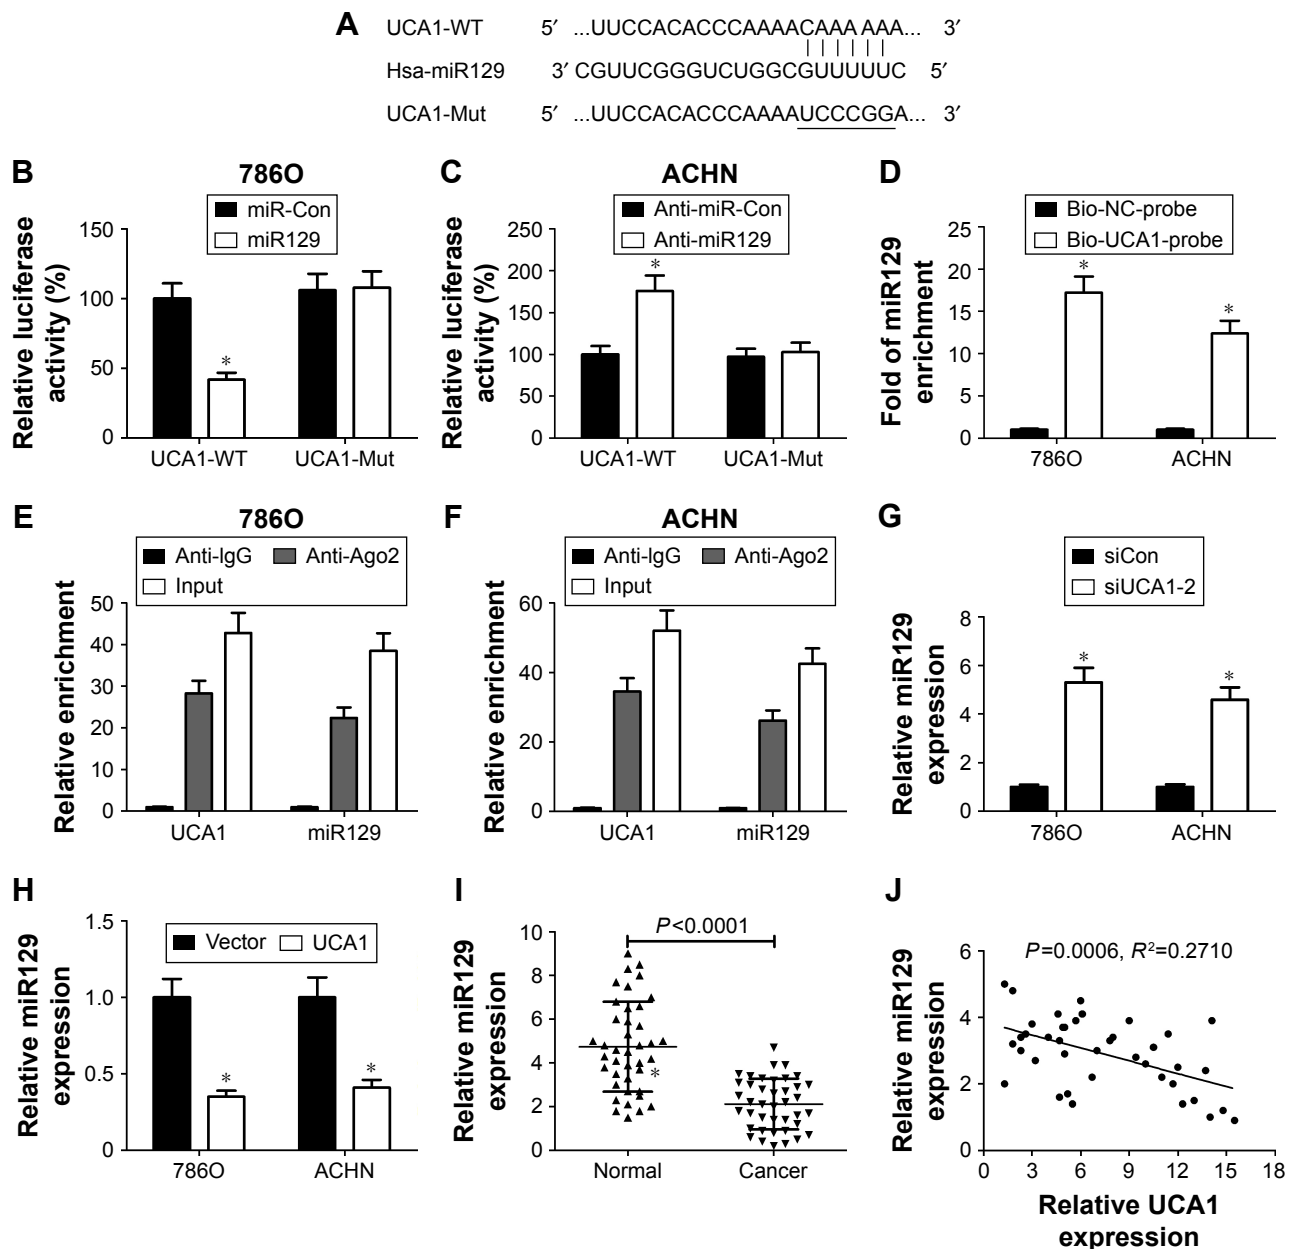 A
UCA1-WT 5′ ...UUCCACACCCAAAACAAA AAA... 3′
Hsa-miR129 3′ CGUUCGGGUCUGGCGUUUUUC 5′
UCA1-Mut 5′ ...UUCCACACCCAAAAUCCCGGA... 3′
B
786O
miR-Con
miR129
Relative luciferase
activity (%)
150
100
50
0
*
UCA1-WT UCA1-Mut
C
ACHN
Anti-miR-Con
Anti-miR129
Relative luciferase
activity (%)
250
200
150
100
50
0
*
UCA1-WT UCA1-Mut
D
Bio-NC-probe
Bio-UCA1-probe
Fold of miR129
enrichment
25
20
15
10
5
0
*
*
786O ACHN
E
786O
Anti-IgG Anti-Ago2
Input
Relative enrichment
50
40
30
20
10
0
UCA1 miR129
F
ACHN
Anti-IgG Anti-Ago2
Input
Relative enrichment
60
40
20
0
UCA1 miR129
G
siCon
siUCA1-2
Relative miR129
expression
8
6
4
2
0
*
*
786O ACHN
H
Vector UCA1
Relative miR129
expression
1.5
1.0
0.5
0
*
*
786O ACHN
I
P<0.0001
Relative miR129
expression
10
8
6
4
2
0
*
Normal Cancer
J
P=0.0006, R²=0.2710
Relative miR129
expression
6
4
2
0
0 3 6 9 12 15 18
Relative UCA1
expression